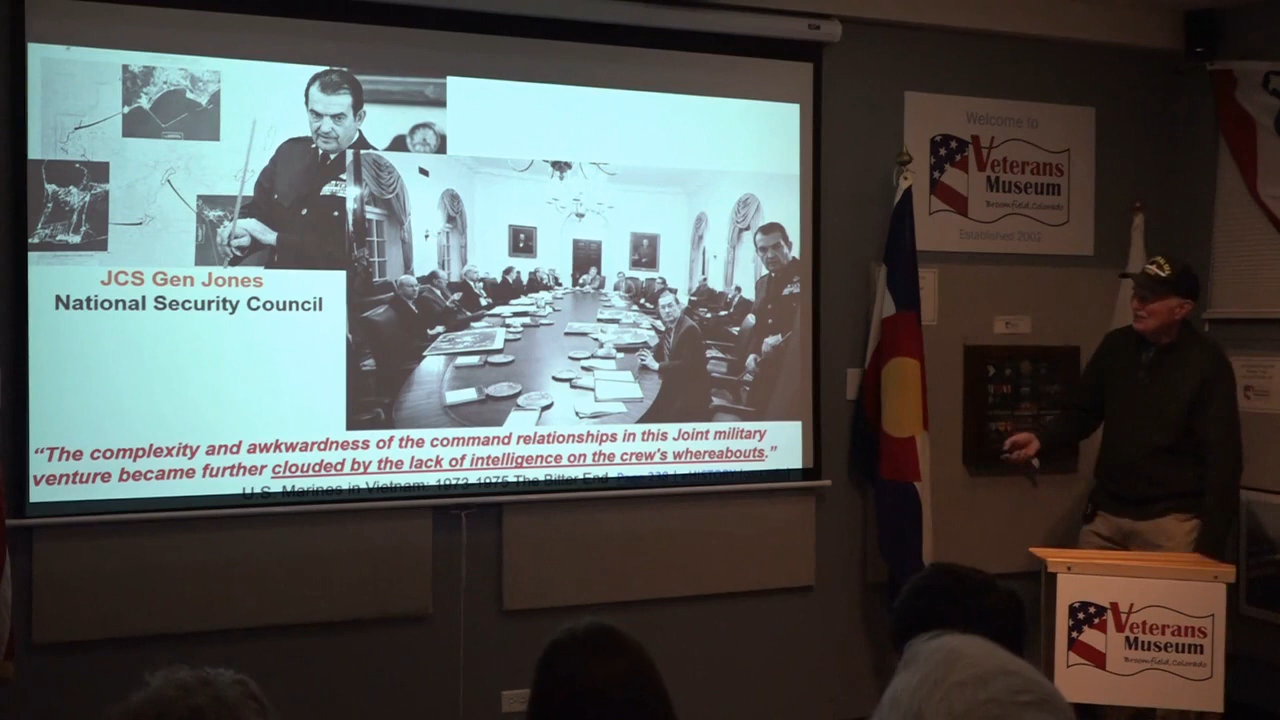 JCS Gen Jones
National Security Council
“The complexity and awkwardness of the command relationships in this Joint military
venture became further clouded by the lack of intelligence on the crew's whereabouts.”
U.S. Marines in Vietnam: 1973-1975 The Bitter End
Welcome to
Veterans
Museum
Broomfield, Colorado
Established 2002
Veterans
Museum
Broomfield, Colorado